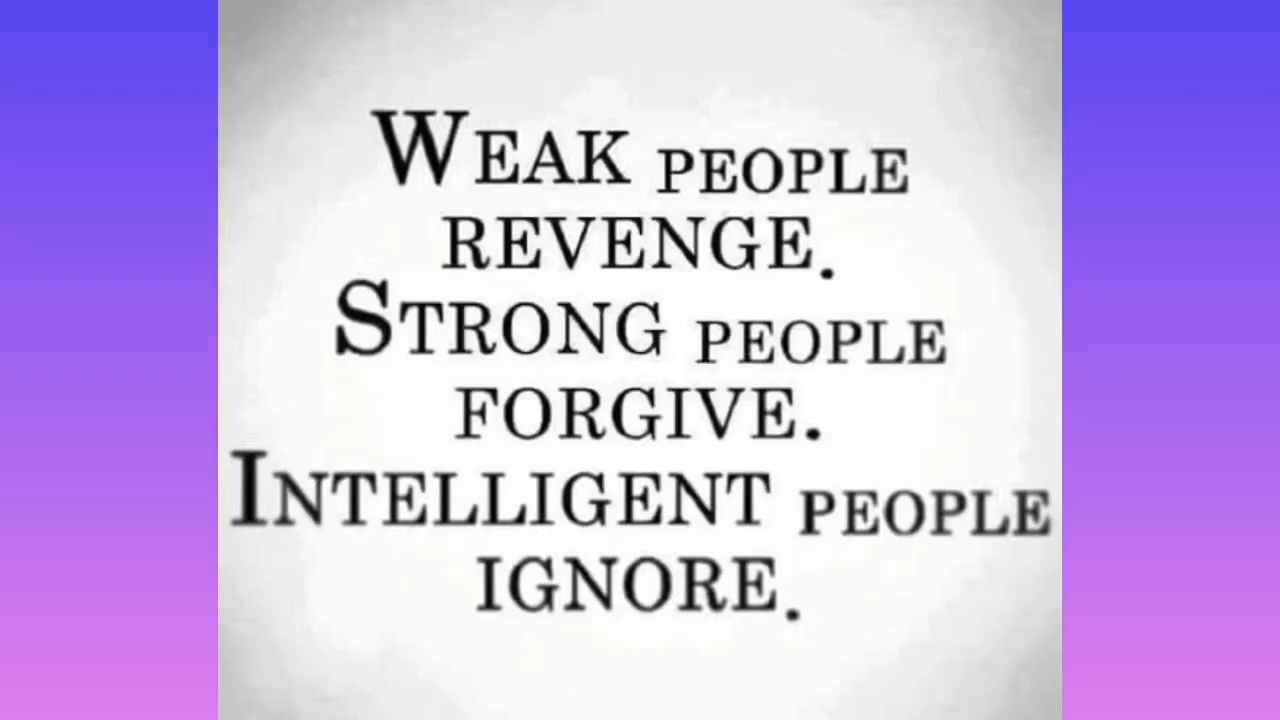 WEAK PEOPLE
REVENGE.
STRONG PEOPLE
FORGIVE.
INTELLIGENT PEOPLE
IGNORE.